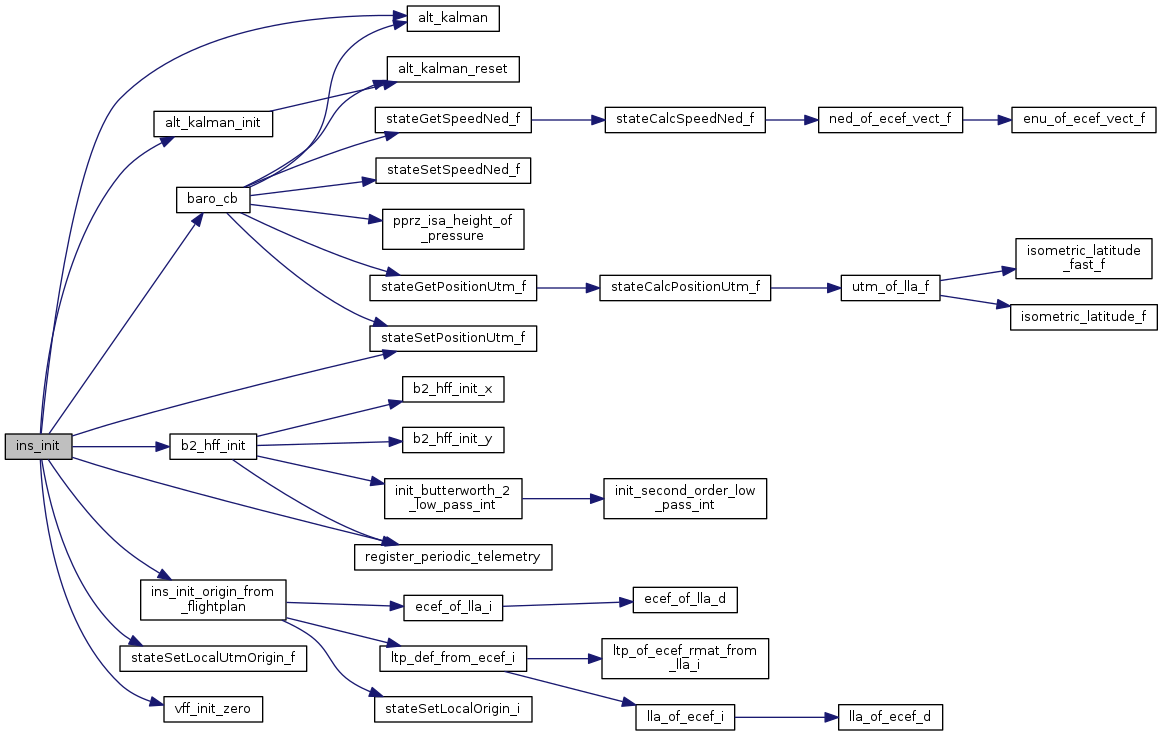 alt_kalman
alt_kalman_reset
alt_kalman_init
stateGetSpeedNed_f
stateCalcSpeedNed_f
ned_of_ecef_vect_f
enu_of_ecef_vect_f
stateSetSpeedNed_f
baro_cb
pprz_isa_height_of
_pressure
isometric_latitude
_fast_f
stateGetPositionUtm_f
stateCalcPositionUtm_f
utm_of_lla_f
isometric_latitude_f
stateSetPositionUtm_f
b2_hff_init_x
ins_init
b2_hff_init
b2_hff_init_y
init_butterworth_2
_low_pass_int
init_second_order_low
_pass_int
register_periodic_telemetry
ins_init_origin_from
_flightplan
ecef_of_lla_i
ecef_of_lla_d
stateSetLocalUtmOrigin_f
ltp_def_from_ecef_i
ltp_of_ecef_rmat_from
_lla_i
vff_init_zero
stateSetLocalOrigin_i
lla_of_ecef_i
lla_of_ecef_d